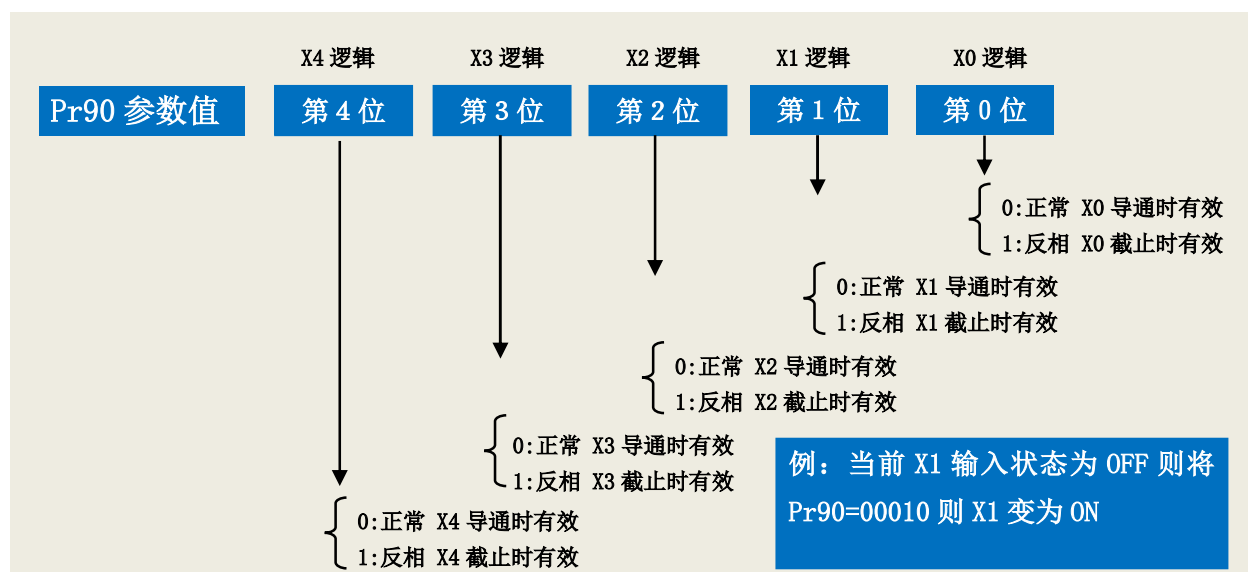 X4 逻辑 X3 逻辑 X2 逻辑 X1 逻辑 X0 逻辑
Pr90 参数值 第 4 位 第 3 位 第 2 位 第 1 位 第 0 位
0:正常 X0 导通时有效
1:反相 X0 截止时有效
0:正常 X1 导通时有效
1:反相 X1 截止时有效
0:正常 X2 导通时有效
1:反相 X2 截止时有效
0:正常 X3 导通时有效
1:反相 X3 截止时有效
0:正常 X4 导通时有效
1:反相 X4 截止时有效
例：当前 X1 输入状态为 OFF 则将
Pr90=00010 则 X1 变为 ON